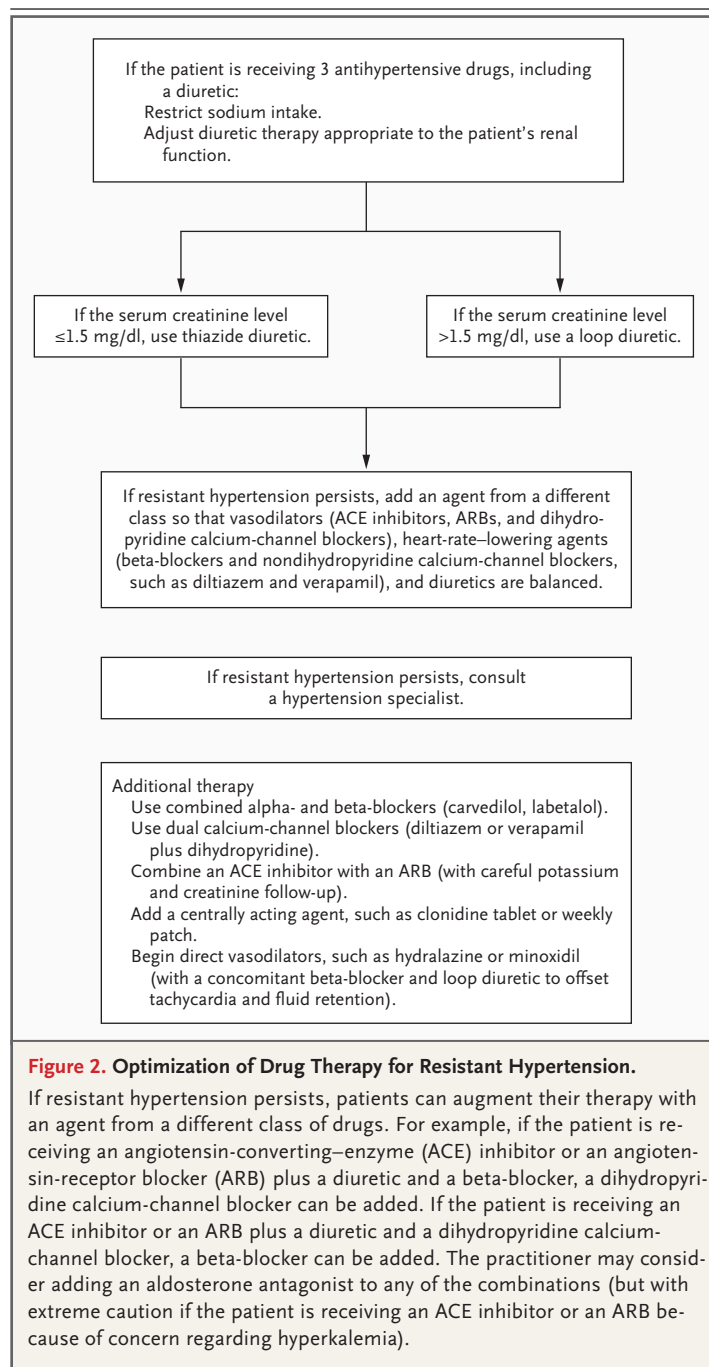 If the patient is receiving 3 antihypertensive drugs, including
a diuretic:
Restrict sodium intake.
Adjust diuretic therapy appropriate to the patient’s renal
function.
If the serum creatinine level
≤1.5 mg/dl, use thiazide diuretic.
If the serum creatinine level
>1.5 mg/dl, use a loop diuretic.
If resistant hypertension persists, add an agent from a different
class so that vasodilators (ACE inhibitors, ARBs, and dihydro-
pyridine calcium-channel blockers), heart-rate–lowering agents
(beta-blockers and nondihydropyridine calcium-channel blockers,
such as diltiazem and verapamil), and diuretics are balanced.
If resistant hypertension persists, consult
a hypertension specialist.
Additional therapy
Use combined alpha- and beta-blockers (carvedilol, labetalol).
Use dual calcium-channel blockers (diltiazem or verapamil
plus dihydropyridine).
Combine an ACE inhibitor with an ARB (with careful potassium
and creatinine follow-up).
Add a centrally acting agent, such as clonidine tablet or weekly
patch.
Begin direct vasodilators, such as hydralazine or minoxidil
(with a concomitant beta-blocker and loop diuretic to offset
tachycardia and fluid retention).
Figure 2. Optimization of Drug Therapy for Resistant Hypertension.
If resistant hypertension persists, patients can augment their therapy with
an agent from a different class of drugs. For example, if the patient is re-
ceiving an angiotensin-converting–enzyme (ACE) inhibitor or an angioten-
sin-receptor blocker (ARB) plus a diuretic and a beta-blocker, a dihydropyri-
dine calcium-channel blocker can be added. If the patient is receiving an
ACE inhibitor or an ARB plus a diuretic and a dihydropyridine calcium-
channel blocker, a beta-blocker can be added. The practitioner may consid-
er adding an aldosterone antagonist to any of the combinations (but with
extreme caution if the patient is receiving an ACE inhibitor or an ARB be-
cause of concern regarding hyperkalemia).